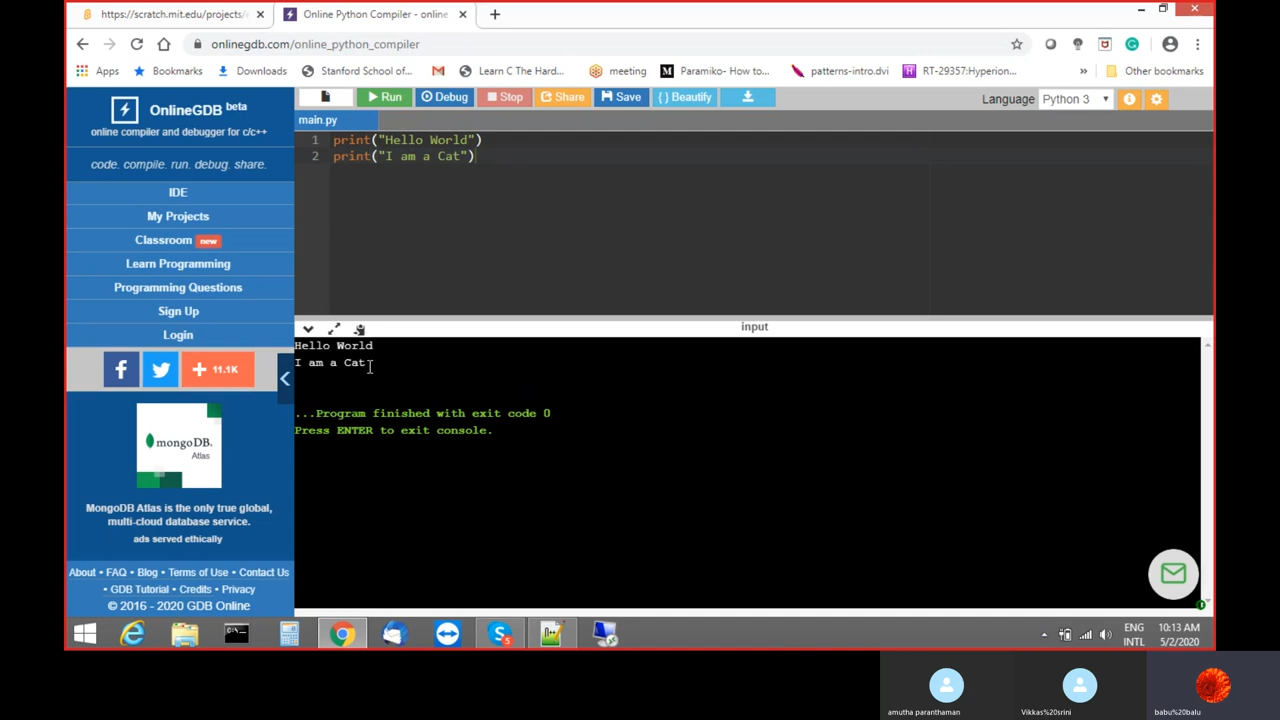 https://scratch.mit.edu/projects/
Online Python Compiler - online
onlinegdb.com/online_python_compiler
Apps
Bookmarks
Downloads
Stanford School of...
Learn C The Hard...
meeting
Paramiko- How to...
patterns-intro.dvi
RT-29357:Hyperion...
»
Other bookmarks
OnlineGDB beta
online compiler and debugger for c/c++
code. compile. run. debug. share.
IDE
My Projects
Classroom new
Learn Programming
Programming Questions
Sign Up
Login
+ 11.1K
mongoDB.
Atlas
MongoDB Atlas is the only true global,
multi-cloud database service.
ads served ethically
About • FAQ • Blog • Terms of Use • Contact Us
• GDB Tutorial • Credits • Privacy
© 2016 - 2020 GDB Online
Run
Debug
Stop
Share
Save
{ } Beautify
Language Python 3
main.py
1 print("Hello World")
2 print("I am a Cat")
input
Hello World
I am a Cat
...Program finished with exit code 0
Press ENTER to exit console.
ENG
INTL
10:13 AM
5/2/2020
amutha paranthaman
Vikkas%20srini
babu%20balu